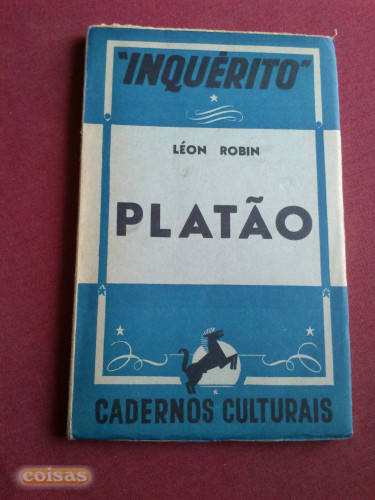 "INQUÉRITO"
LÉON ROBIN
PLATÃO
CADERNOS CULTURAIS
coisas